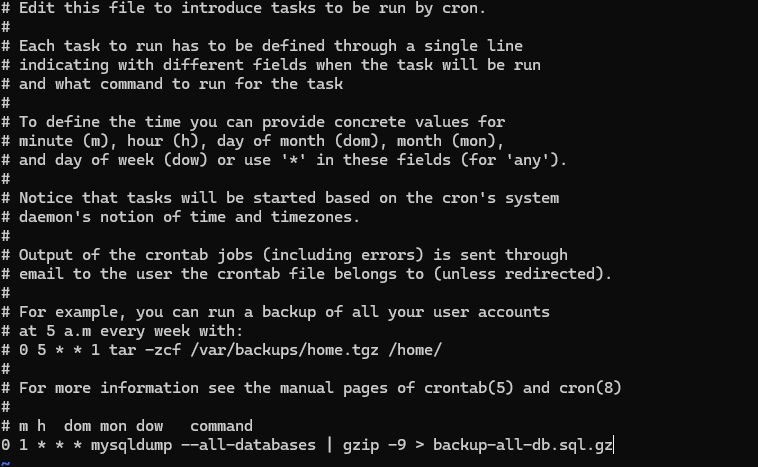 # Edit this file to introduce tasks to be run by cron.
#
# Each task to run has to be defined through a single line
# indicating with different fields when the task will be run
# and what command to run for the task
#
# To define the time you can provide concrete values for
# minute (m), hour (h), day of month (dom), month (mon),
# and day of week (dow) or use '*' in these fields (for 'any').
#
# Notice that tasks will be started based on the cron's system
# daemon's notion of time and timezones.
#
# Output of the crontab jobs (including errors) is sent through
# email to the user the crontab file belongs to (unless redirected).
#
# For example, you can run a backup of all your user accounts
# at 5 a.m every week with:
# 0 5 * * 1 tar -zcf /var/backups/home.tgz /home/
#
# For more information see the manual pages of crontab(5) and cron(8)
#
# m h  dom mon dow   command
0 1 * * * mysqldump --all-databases | gzip -9 > backup-all-db.sql.gz
~